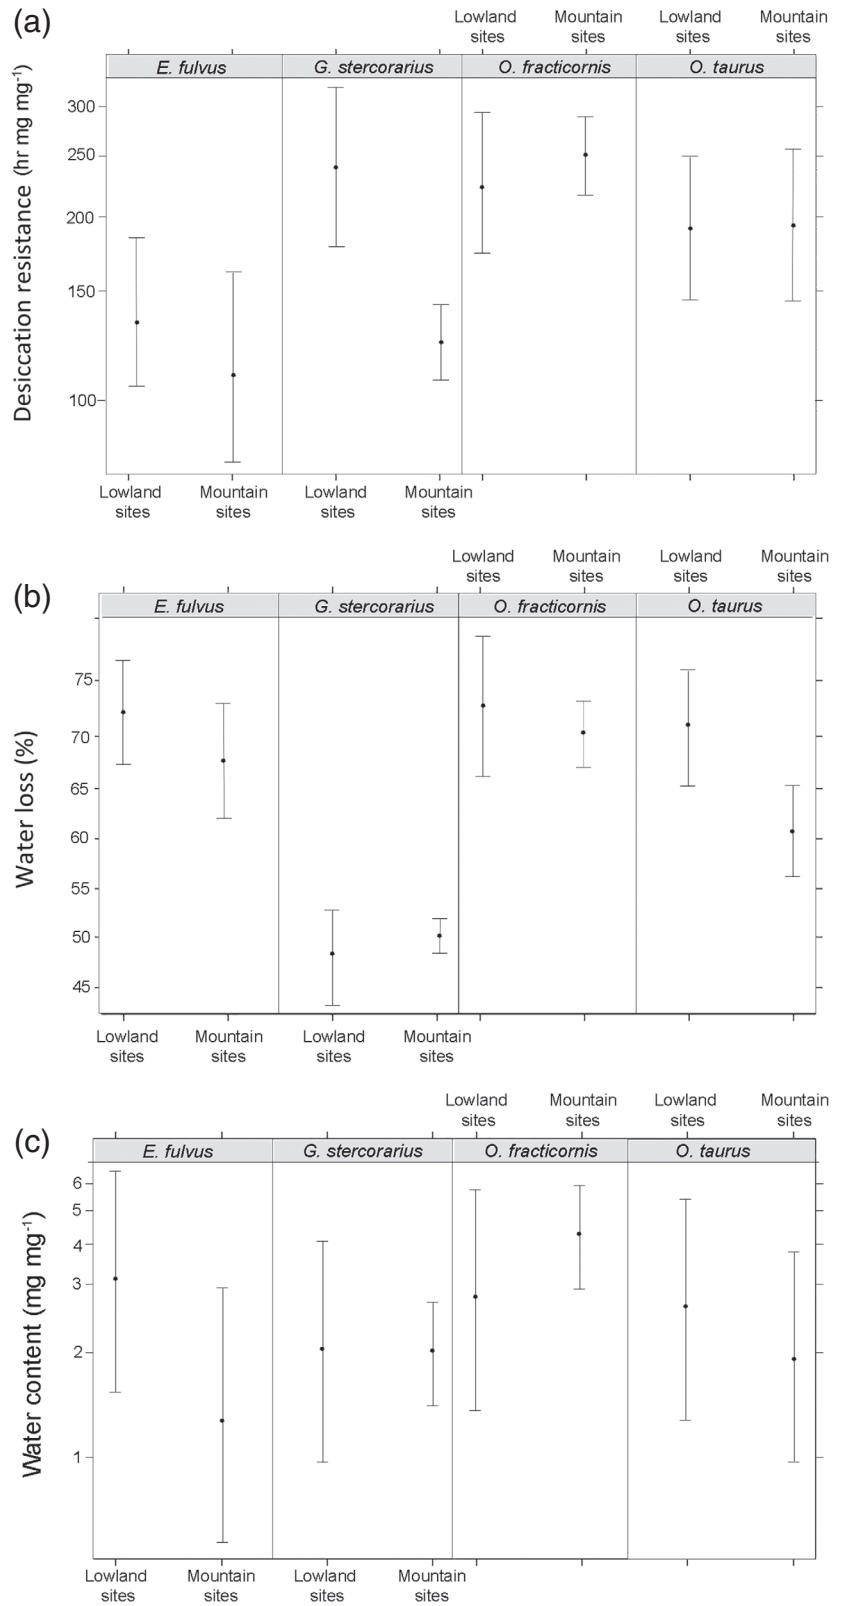 (a)
Lowland sites Mountain sites Lowland sites Mountain sites
E. fulvus G. stercorarius O. fracticornis O. taurus
Desiccation resistance (hr mg mg⁻¹)
300
250
200
150
100
Lowland sites Mountain sites Lowland sites Mountain sites
(b)
Lowland sites Mountain sites Lowland sites Mountain sites
E. fulvus G. stercorarius O. fracticornis O. taurus
Water loss (%)
75
70
65
60
55
50
45
Lowland sites Mountain sites Lowland sites Mountain sites
(c)
Lowland sites Mountain sites Lowland sites Mountain sites
E. fulvus G. stercorarius O. fracticornis O. taurus
Water content (mg mg⁻¹)
6
5
4
3
2
1
Lowland sites Mountain sites Lowland sites Mountain sites